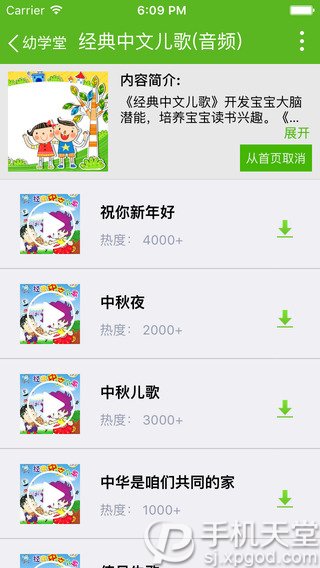 Carrier 6:09 PM
幼学堂 经典中文儿歌(音频)
内容简介:
《经典中文儿歌》开发宝宝大脑
潜能，培养宝宝读书兴趣。《...
展开
从首页取消
祝你新年好
热度： 4000+
中秋夜
热度： 2000+
中秋儿歌
热度： 3000+
中华是咱们共同的家
热度： 1000+
手机天堂
sj.xpgod.com